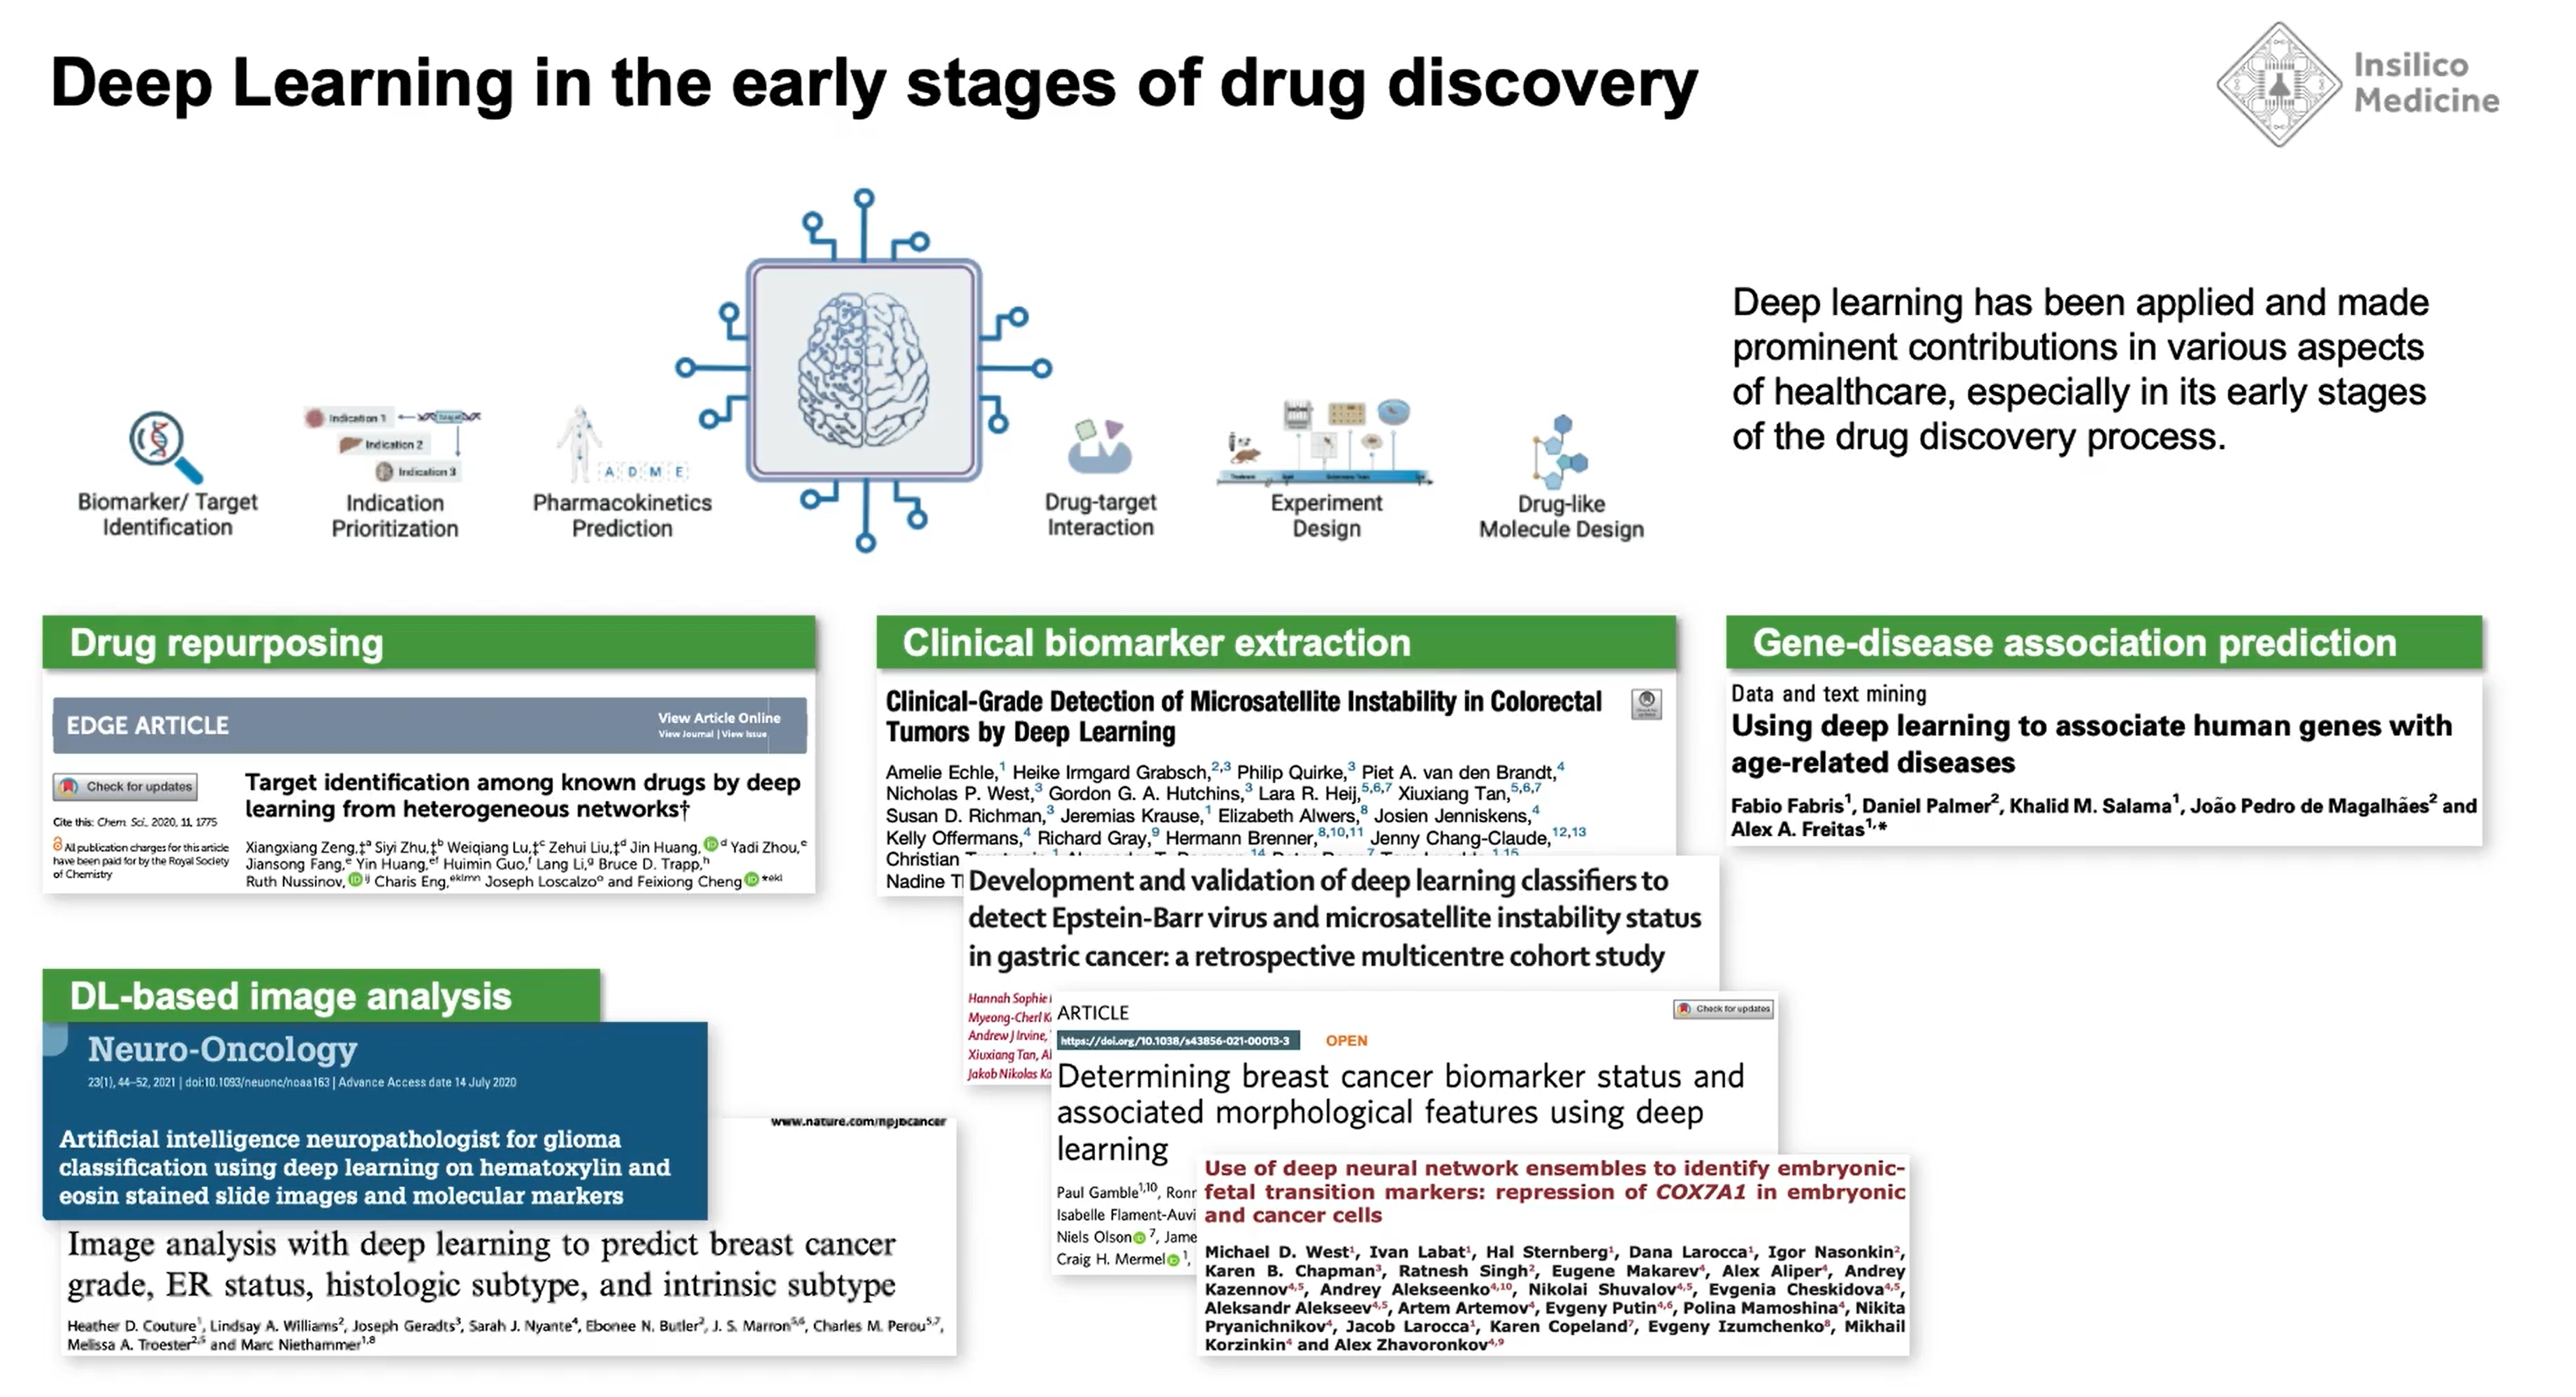 Deep Learning in the early stages of drug discovery
Insilico
Medicine
Deep learning has been applied and made
prominent contributions in various aspects
of healthcare, especially in its early stages
of the drug discovery process.
Indication 1
Indication 2
Indication 3
A D M E
Biomarker/ Target
Identification
Indication
Prioritization
Pharmacokinetics
Prediction
Drug-target
Interaction
Experiment
Design
Drug-like
Molecule Design
Drug repurposing
EDGE ARTICLE
View Article Online
View Journal | View Issue
Check for updates
Target identification among known drugs by deep
learning from heterogeneous networks†
Cite this: Chem. Sci., 2020, 11, 1775
All publication charges for this article
have been paid for by the Royal Society
of Chemistry
Xiangxiang Zeng,‡a Siyi Zhu,‡b Weiqiang Lu,‡c Zehui Liu,‡d Jin Huang, d Yadi Zhou,e
Jiansong Fang,e Yin Huang,ef Huimin Guo,f Lang Li,g Bruce D. Trapp,h
Ruth Nussinov, ij Charis Eng,eklmn Joseph Loscalzoo and Feixiong Cheng *ekl
Clinical biomarker extraction
Clinical-Grade Detection of Microsatellite Instability in Colorectal
Tumors by Deep Learning
Amelie Echle,1 Heike Irmgard Grabsch,2,3 Philip Quirke,3 Piet A. van den Brandt,4
Nicholas P. West,3 Gordon G. A. Hutchins,3 Lara R. Heij,5,6,7 Xiuxiang Tan,5,6,7
Susan D. Richman,3 Jeremias Krause,1 Elizabeth Alwers,8 Josien Jenniskens,4
Kelly Offermans,4 Richard Gray,9 Hermann Brenner,8,10,11 Jenny Chang-Claude,12,13
Christian
Nadine T
Development and validation of deep learning classifiers to
detect Epstein-Barr virus and microsatellite instability status
in gastric cancer: a retrospective multicentre cohort study
Hannah Sophie
Myeong-Cherl K
Andrew J Irvine,
Xiuxiang Tan, Al
Jakob Nikolas Ka
ARTICLE
Check for updates
https://doi.org/10.1038/s43856-021-00013-3
OPEN
Determining breast cancer biomarker status and
associated morphological features using deep
learning
Paul Gamble1,10, Ronr
Isabelle Flament-Auvi
Niels Olson 7, Jame
Craig H. Mermel 1,
Use of deep neural network ensembles to identify embryonic-
fetal transition markers: repression of COX7A1 in embryonic
and cancer cells
Michael D. West1, Ivan Labat1, Hal Sternberg1, Dana Larocca1, Igor Nasonkin2,
Karen B. Chapman3, Ratnesh Singh2, Eugene Makarev4, Alex Aliper4, Andrey
Kazennov4,5, Andrey Alekseenko4,10, Nikolai Shuvalov4,5, Evgenia Cheskidova4,5,
Aleksandr Alekseev4,5, Artem Artemov4, Evgeny Putin4,6, Polina Mamoshina4, Nikita
Pryanichnikov4, Jacob Larocca1, Karen Copeland7, Evgeny Izumchenko8, Mikhail
Korzinkin4 and Alex Zhavoronkov4,9
Gene-disease association prediction
Data and text mining
Using deep learning to associate human genes with
age-related diseases
Fabio Fabris1, Daniel Palmer2, Khalid M. Salama1, João Pedro de Magalhães2 and
Alex A. Freitas1,*
DL-based image analysis
Neuro-Oncology
23(1), 44–52, 2021 | doi:10.1093/neuonc/noaa163 | Advance Access date 14 July 2020
Artificial intelligence neuropathologist for glioma
classification using deep learning on hematoxylin and
eosin stained slide images and molecular markers
www.nature.com/npjbcancer
Image analysis with deep learning to predict breast cancer
grade, ER status, histologic subtype, and intrinsic subtype
Heather D. Couture1, Lindsay A. Williams2, Joseph Geradts3, Sarah J. Nyante4, Ebonee N. Butler2, J. S. Marron5,6, Charles M. Perou5,7,
Melissa A. Troester2,5 and Marc Niethammer1,8